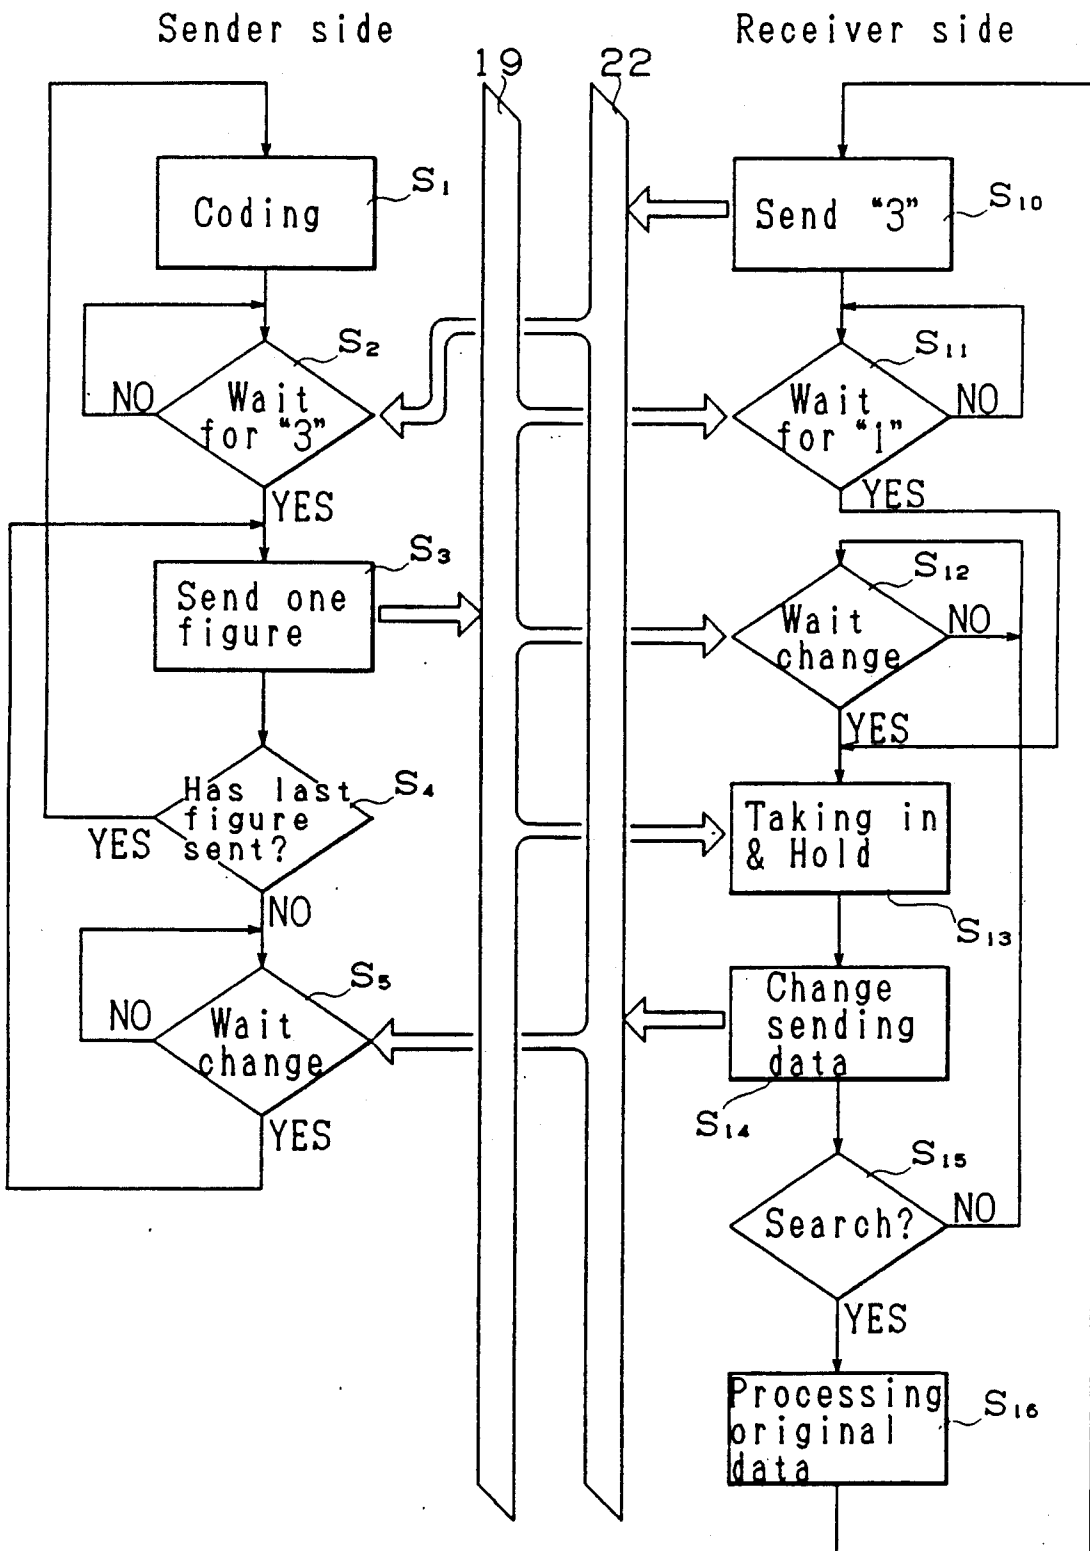 Sender side
Receiver side
19
22
Coding
S1
Send "3"
S10
S2
Wait
for "3"
NO
YES
S11
Wait
for "1"
NO
YES
S3
Send one
figure
S12
Wait
change
NO
YES
Has last
figure
sent?
S4
YES
NO
Taking in
& Hold
S13
S5
Wait
change
NO
YES
Change
sending
data
S14
S15
Search?
NO
YES
Processing
original
data
S16